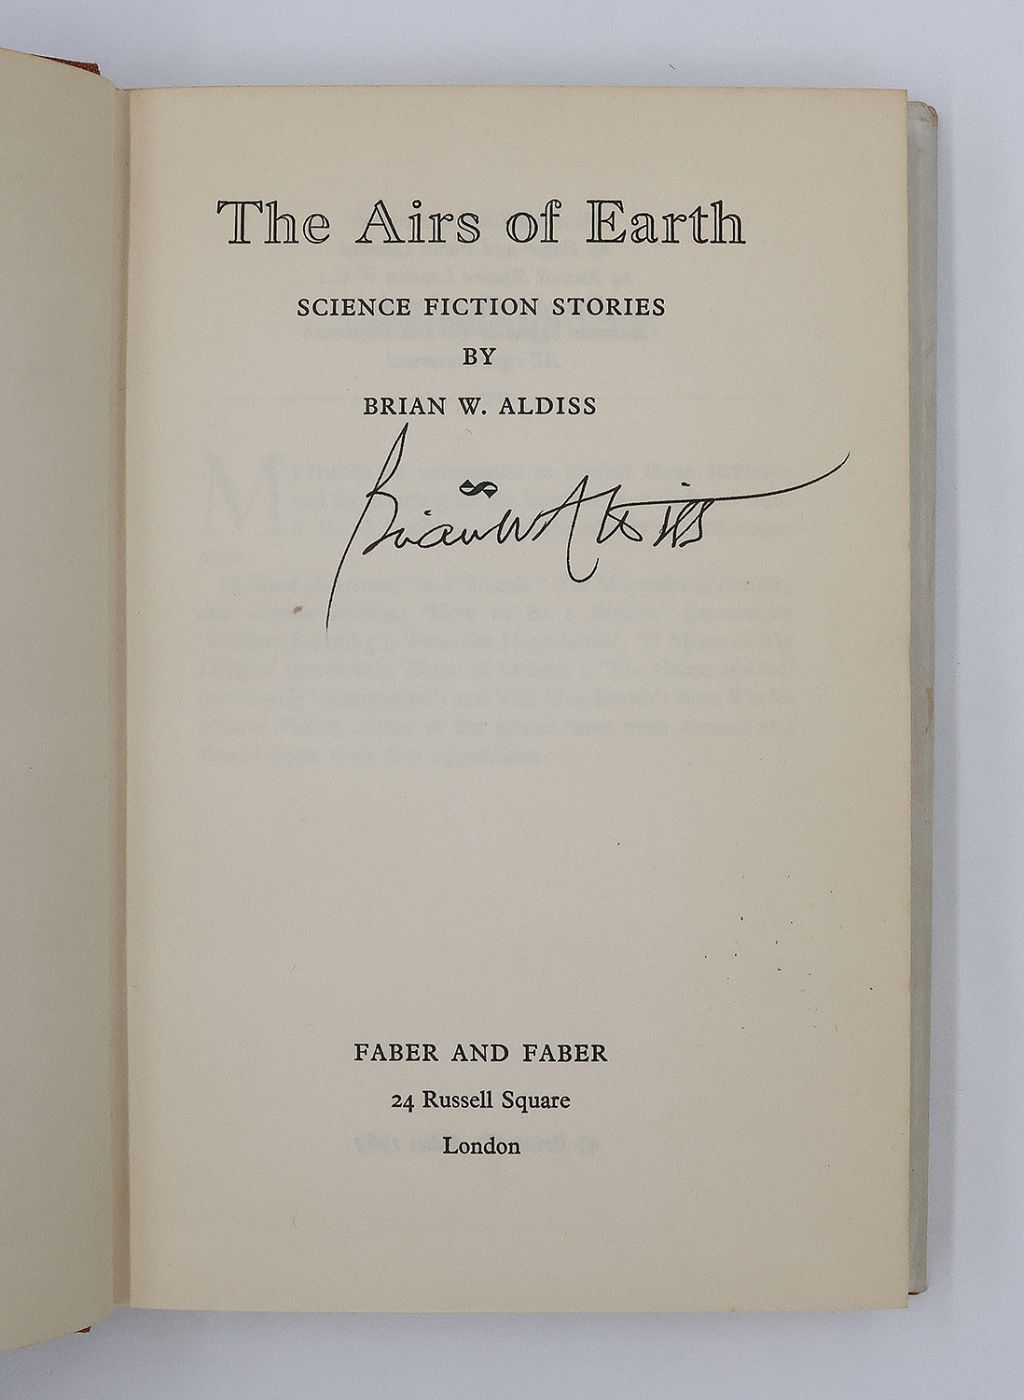 The Airs of Earth
SCIENCE FICTION STORIES
BY
BRIAN W. ALDISS
Brian W Aldiss
FABER AND FABER
24 Russell Square
London